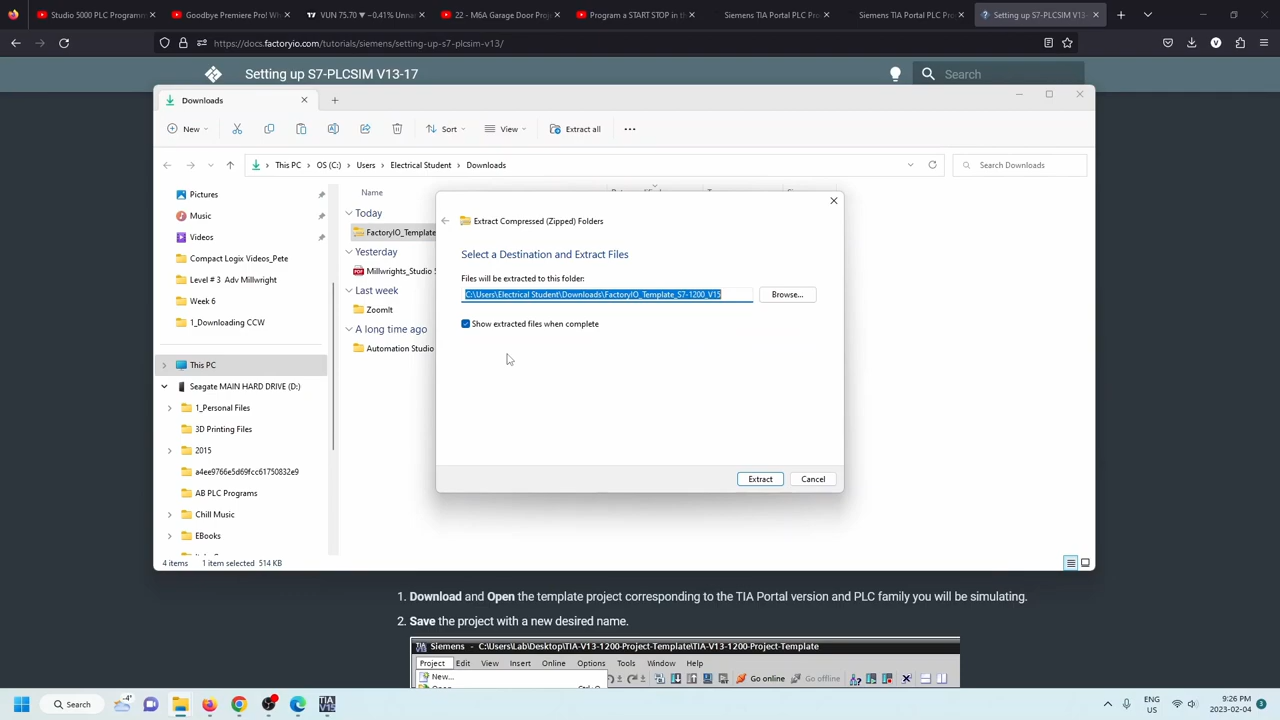 Studio 5000 PLC Programm
Goodbye Premiere Pro! Wh
VUN 75.70 ▼ −0.41% Unnam
22 - M6A Garage Door Proj
Program a START STOP in th
Siemens TIA Portal PLC Pra
Siemens TIA Portal PLC Pro
Setting up S7-PLCSIM V13-1
https://docs.factoryio.com/tutorials/siemens/setting-up-s7-plcsim-v13/
Setting up S7-PLCSIM V13-17
Search
Downloads
New
Sort
View
Extract all
This PC > OS (C:) > Users > Electrical Student > Downloads
Search Downloads
Pictures
Music
Videos
Compact Logix Videos_Pete
Level # 3 Adv Millwright
Week 6
1_Downloading CCW
This PC
Seagate MAIN HARD DRIVE (D:)
1_Personal Files
3D Printing Files
2015
a4ee9766e5d69fcc61750832e9
AB PLC Programs
Chill Music
EBooks
Name
Today
FactoryIO_Template
Yesterday
Millwrights_Studio
Last week
ZoomIt
A long time ago
Automation Studio
Extract Compressed (Zipped) Folders
Select a Destination and Extract Files
Files will be extracted to this folder:
C:\Users\Electrical Student\Downloads\FactoryIO_Template_S7-1200_V15
Browse...
Show extracted files when complete
Extract
Cancel
4 items 1 item selected 514 KB
1. Download and Open the template project corresponding to the TIA Portal version and PLC family you will be simulating.
2. Save the project with a new desired name.
Siemens - C:\Users\Lab\Desktop\TIA-V13-1200-Project-Template\TIA-V13-1200-Project-Template
Project Edit View Insert Online Options Tools Window Help
New...
Go online Go offline
Search
-4°
TIA V15
ENG
US
9:26 PM
2023-02-04
3